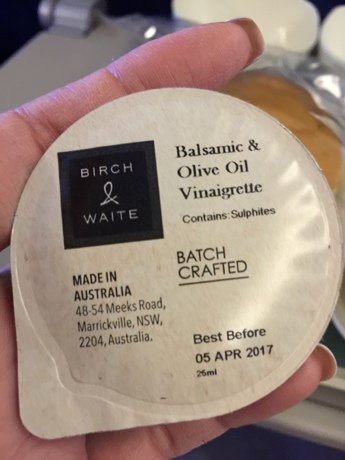 BIRCH
&
WAITE
Balsamic &
Olive Oil
Vinaigrette
Contains: Sulphites
BATCH
CRAFTED
MADE IN
AUSTRALIA
48-54 Meeks Road,
Marrickville, NSW,
2204, Australia.
Best Before
05 APR 2017
25ml